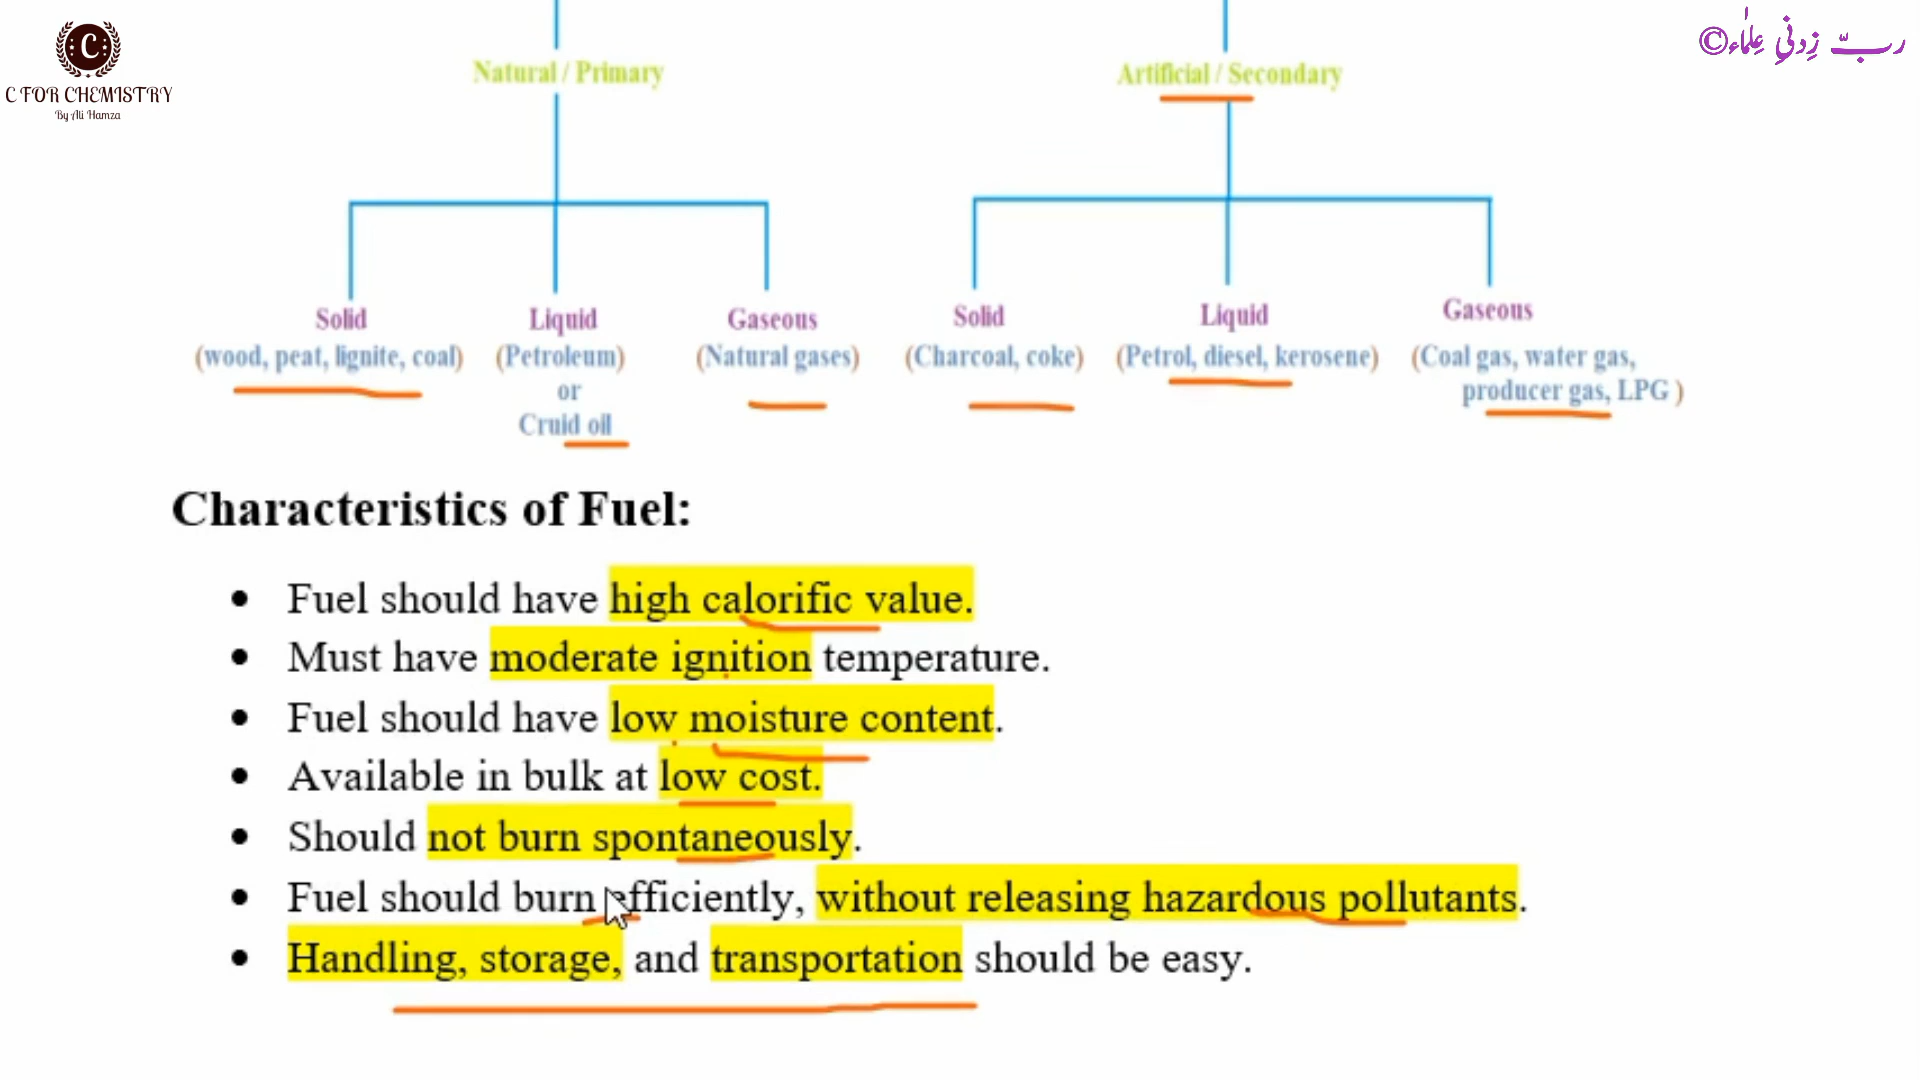 C
C FOR CHEMISTRY
By Ali Hamza
©ربّ زِدنِي عِلمًاء
Natural / Primary
Artificial / Secondary
Solid
Liquid
Gaseous
Solid
Liquid
Gaseous
(wood, peat, lignite, coal)
(Petroleum)
(Natural gases)
(Charcoal, coke)
(Petrol, diesel, kerosene)
(Coal gas, water gas,
or
producer gas, LPG )
Cruid oil
Characteristics of Fuel:
• Fuel should have high calorific value.
• Must have moderate ignition temperature.
• Fuel should have low moisture content.
• Available in bulk at low cost.
• Should not burn spontaneously.
• Fuel should burn efficiently, without releasing hazardous pollutants.
• Handling, storage, and transportation should be easy.